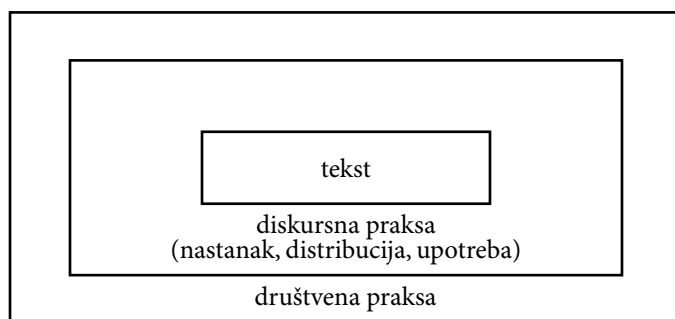 tekst
diskursna praksa
(nastanak, distribucija, upotreba)
društvena praksa